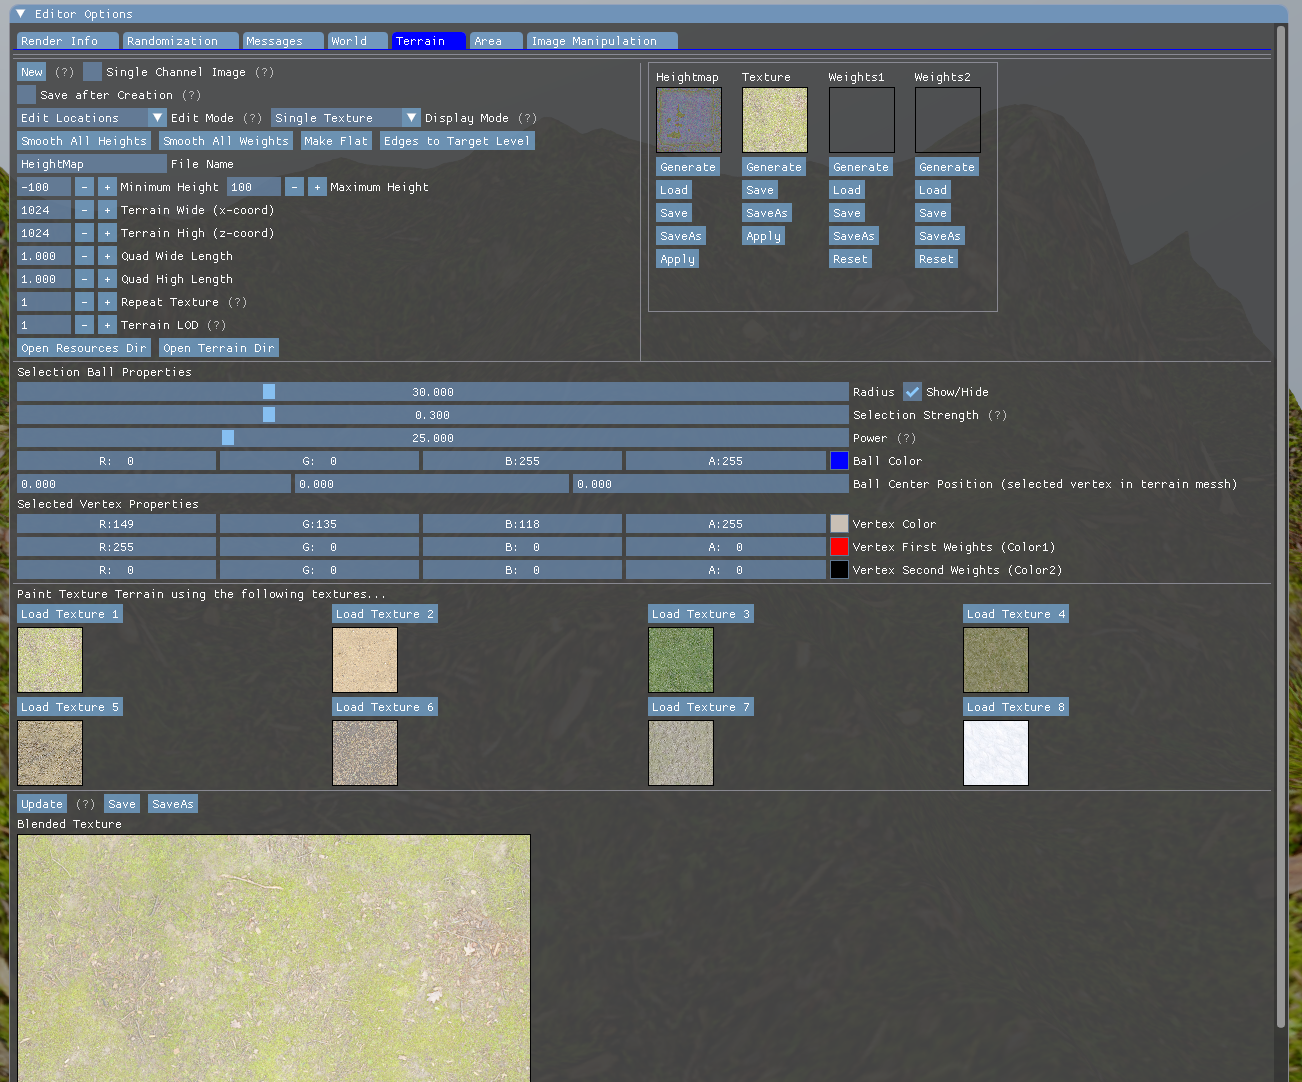 Editor Options
Render Info Randomization Messages World Terrain Area Image Manipulation
New (?) Single Channel Image (?)
Save after Creation (?)
Edit Locations Edit Mode (?) Single Texture Display Mode (?)
Smooth All Heights Smooth All Weights Make Flat Edges to Target Level
HeightMap File Name
-100 - + Minimum Height 100 - + Maximum Height
1024 - + Terrain Wide (x-coord)
1024 - + Terrain High (z-coord)
1.000 - + Quad Wide Length
1.000 - + Quad High Length
1 - + Repeat Texture (?)
1 - + Terrain LOD (?)
Open Resources Dir Open Terrain Dir
Heightmap Texture Weights1 Weights2
Generate Generate Generate Generate
Load Save Load Load
Save SaveAs Save Save
SaveAs Apply SaveAs SaveAs
Apply Reset Reset
Selection Ball Properties
30.000 Radius Show/Hide
0.300 Selection Strength (?)
25.000 Power (?)
R: 0 G: 0 B:255 A:255 Ball Color
0.000 0.000 0.000 Ball Center Position (selected vertex in terrain messh)
Selected Vertex Properties
R:149 G:135 B:118 A:255 Vertex Color
R:255 G: 0 B: 0 A: 0 Vertex First Weights (Color1)
R: 0 G: 0 B: 0 A: 0 Vertex Second Weights (Color2)
Paint Texture Terrain using the following textures...
Load Texture 1 Load Texture 2 Load Texture 3 Load Texture 4
Load Texture 5 Load Texture 6 Load Texture 7 Load Texture 8
Update (?) Save SaveAs
Blended Texture